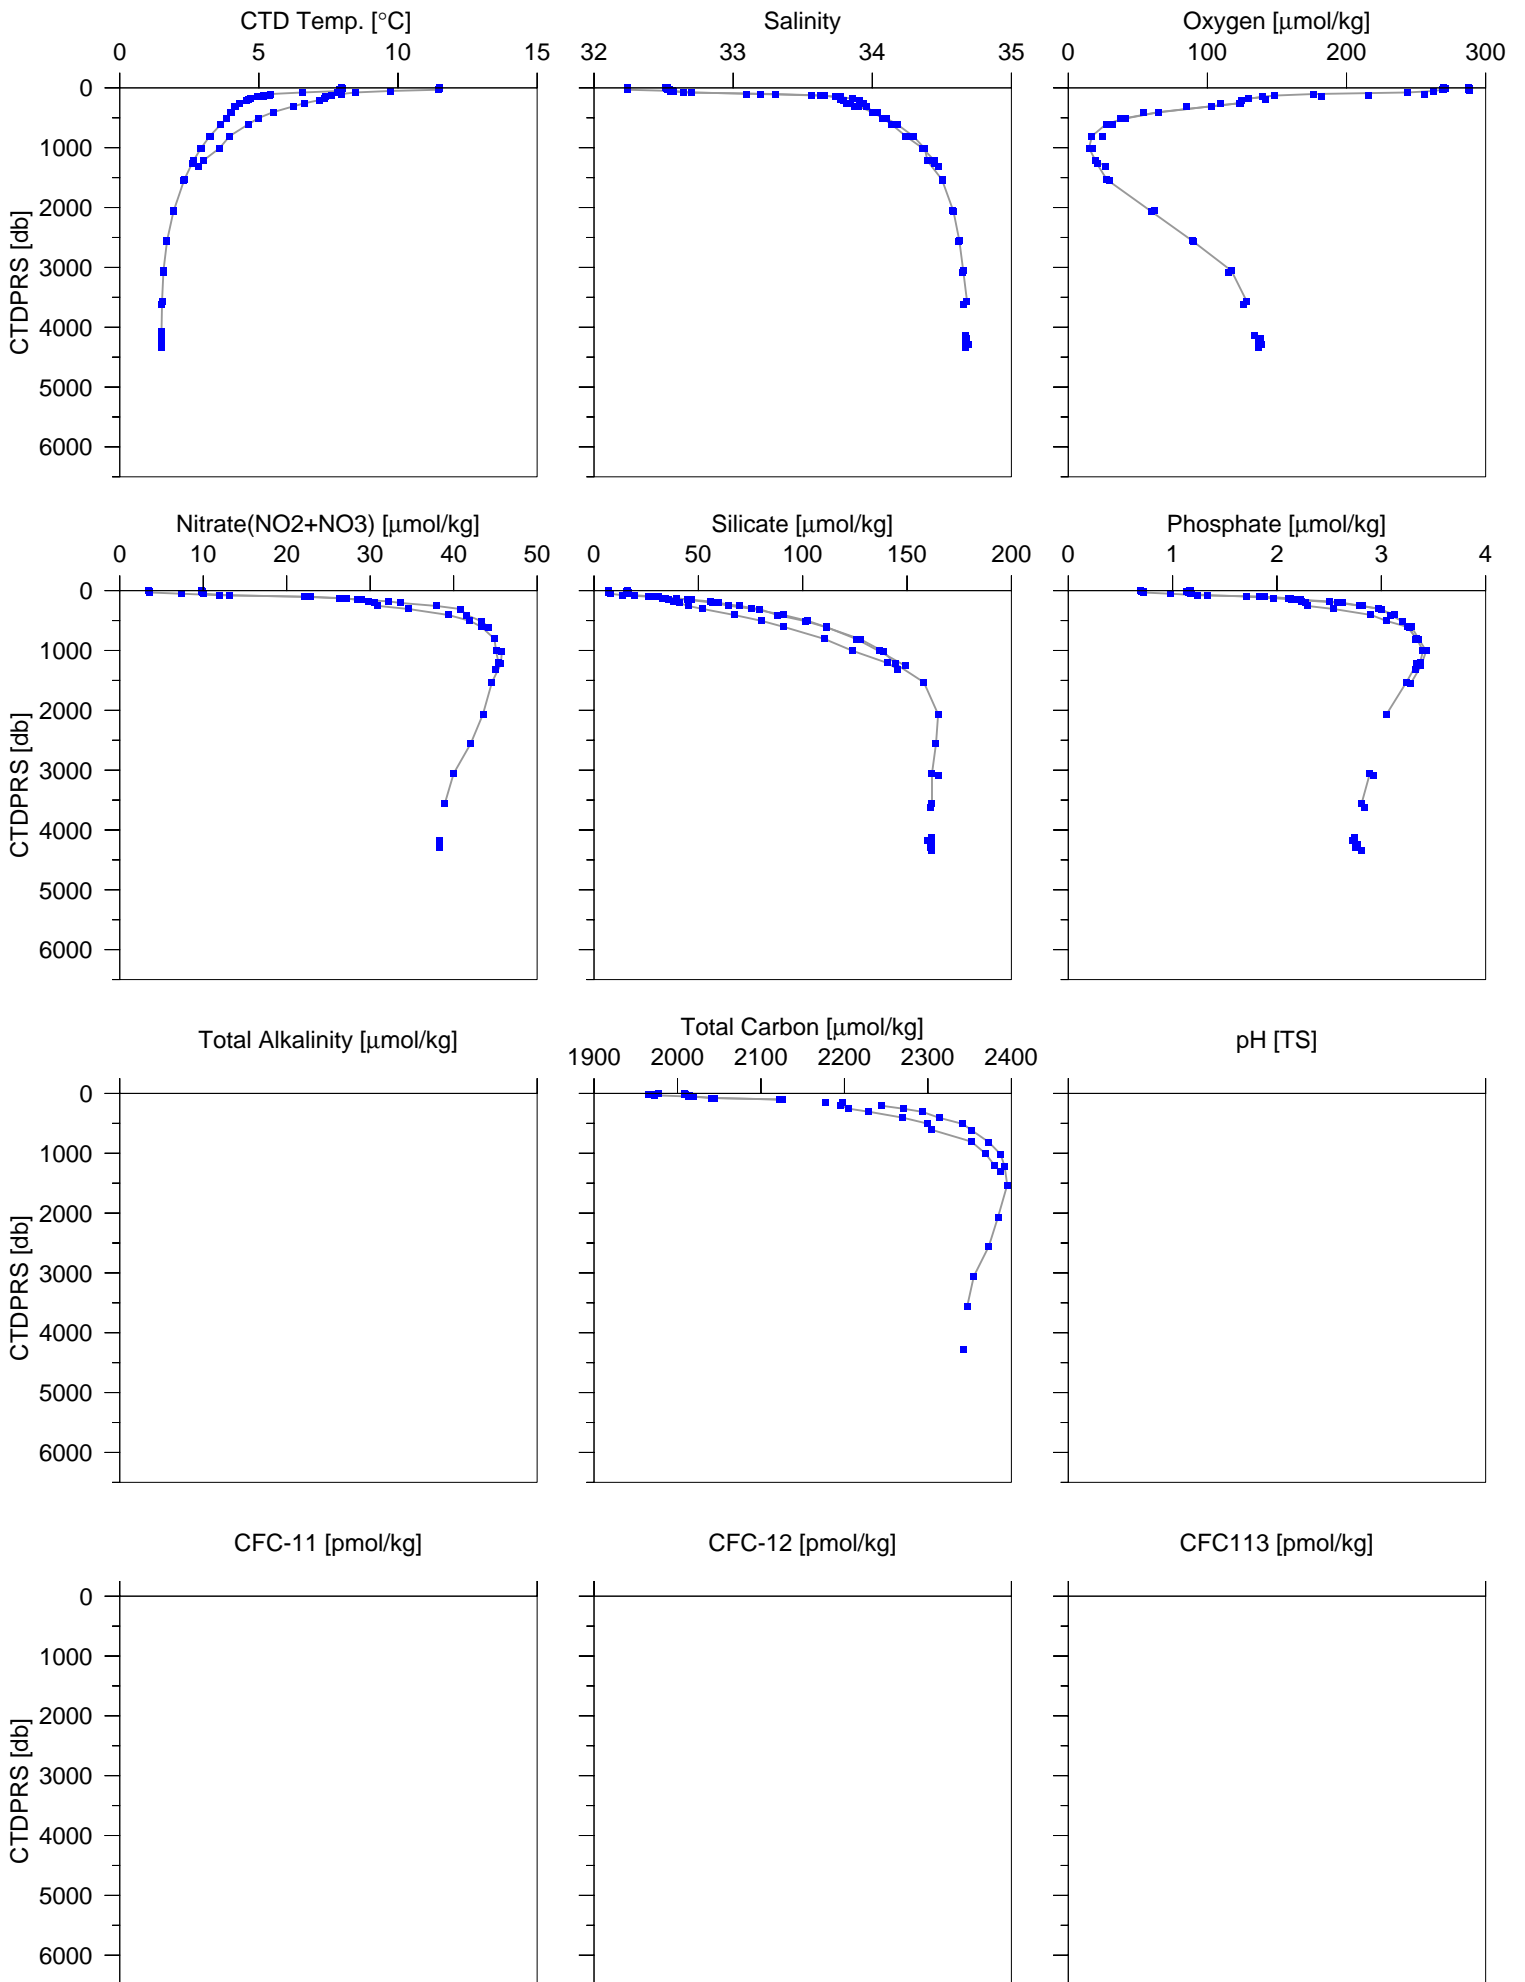 CTD Temp. [°C] Salinity Oxygen [μmol/kg]
0 5 10 15 32 33 34 35 0 100 200 300
0
1000
2000
3000
4000
5000
6000
CTDPRS [db]
Nitrate(NO2+NO3) [μmol/kg] Silicate [μmol/kg] Phosphate [μmol/kg]
0 10 20 30 40 50 0 50 100 150 200 0 1 2 3 4
0
1000
2000
3000
4000
5000
6000
CTDPRS [db]
Total Alkalinity [μmol/kg] Total Carbon [μmol/kg] pH [TS]
1900 2000 2100 2200 2300 2400
0
1000
2000
3000
4000
5000
6000
CTDPRS [db]
CFC-11 [pmol/kg] CFC-12 [pmol/kg] CFC113 [pmol/kg]
0
1000
2000
3000
4000
5000
6000
CTDPRS [db]